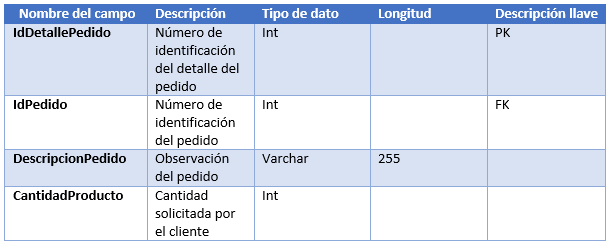 Nombre del campo Descripción Tipo de dato Longitud Descripción llave
IdDetallePedido Número de Int PK
identificación
del detalle del
pedido
IdPedido Número de Int FK
identificación
del pedido
DescripcionPedido Observación Varchar 255
del pedido
CantidadProducto Cantidad Int
solicitada por
el cliente